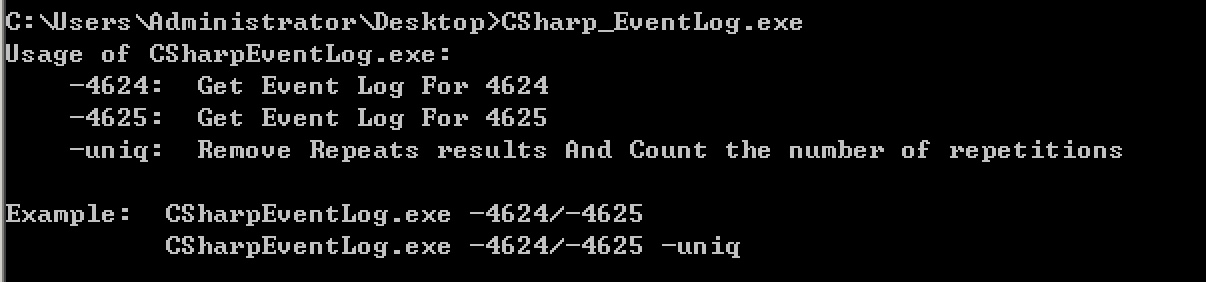 C:\Users\Administrator\Desktop>CSharp_EventLog.exe
Usage of CSharpEventLog.exe:
    -4624:  Get Event Log For 4624
    -4625:  Get Event Log For 4625
    -uniq:  Remove Repeats results And Count the number of repetitions
Example:  CSharpEventLog.exe -4624/-4625
          CSharpEventLog.exe -4624/-4625 -uniq